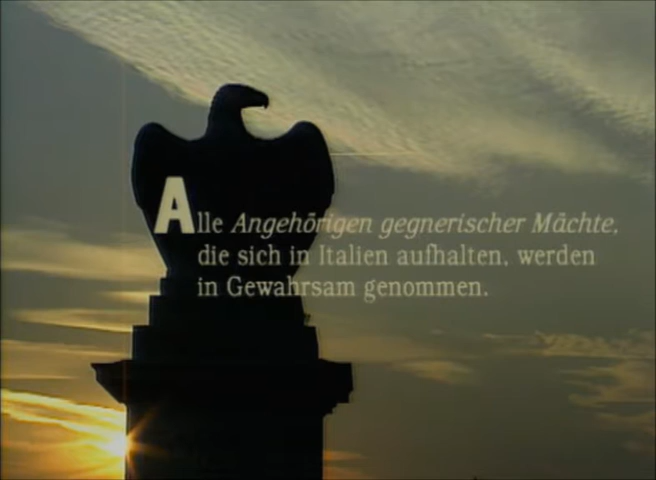 Alle Angehörigen gegnerischer Mächte,
die sich in Italien aufhalten, werden
in Gewahrsam genommen.